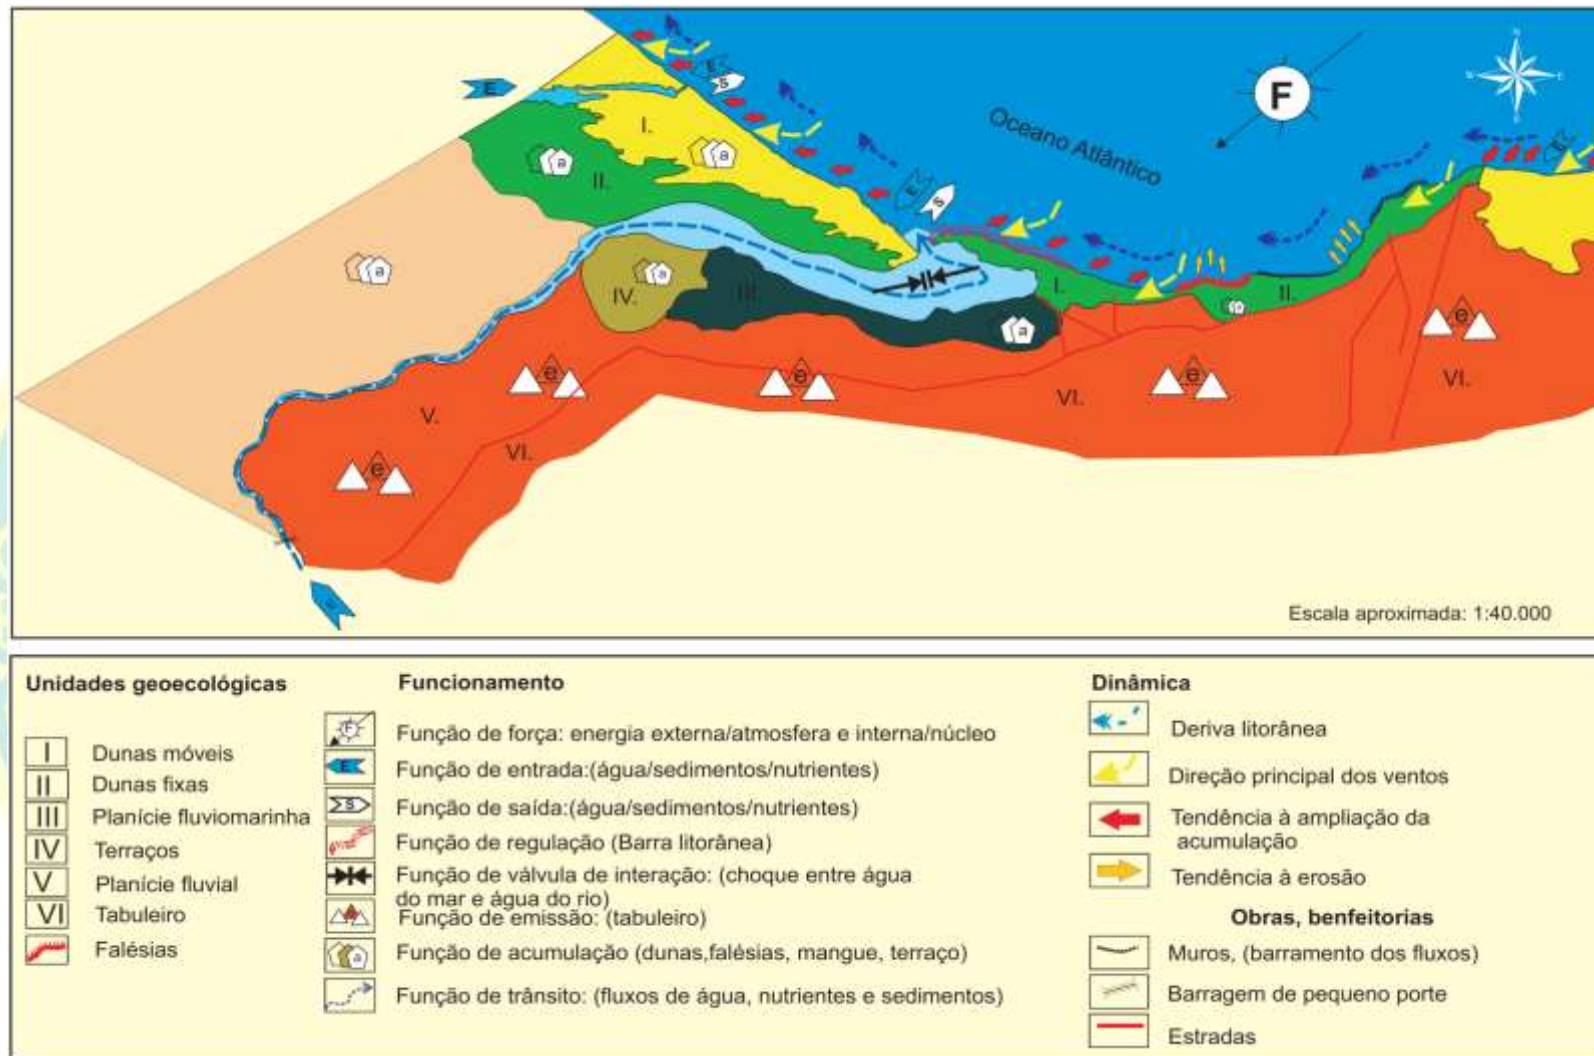 E
E
S
I.
a
a
II.
a
F
Oceano Atlântico
N
E
S
E
S
E
IV.
a
III.
a
I.
II.
a
e
V.
e
VI.
e
e
VI.
e
VI.
E
Escala aproximada: 1:40.000
Unidades geoecológicas
I Dunas móveis
II Dunas fixas
III Planície fluviomarinha
IV Terraços
V Planície fluvial
VI Tabuleiro
Falésias
Funcionamento
F Função de força: energia externa/atmosfera e interna/núcleo
E Função de entrada:(água/sedimentos/nutrientes)
S Função de saída:(água/sedimentos/nutrientes)
Função de regulação (Barra litorânea)
Função de válvula de interação: (choque entre água
do mar e água do rio)
Função de emissão: (tabuleiro)
a Função de acumulação (dunas,falésias, mangue, terraço)
Função de trânsito: (fluxos de água, nutrientes e sedimentos)
Dinâmica
Deriva litorânea
Direção principal dos ventos
Tendência à ampliação da
acumulação
Tendência à erosão
Obras, benfeitorias
Muros, (barramento dos fluxos)
Barragem de pequeno porte
Estradas